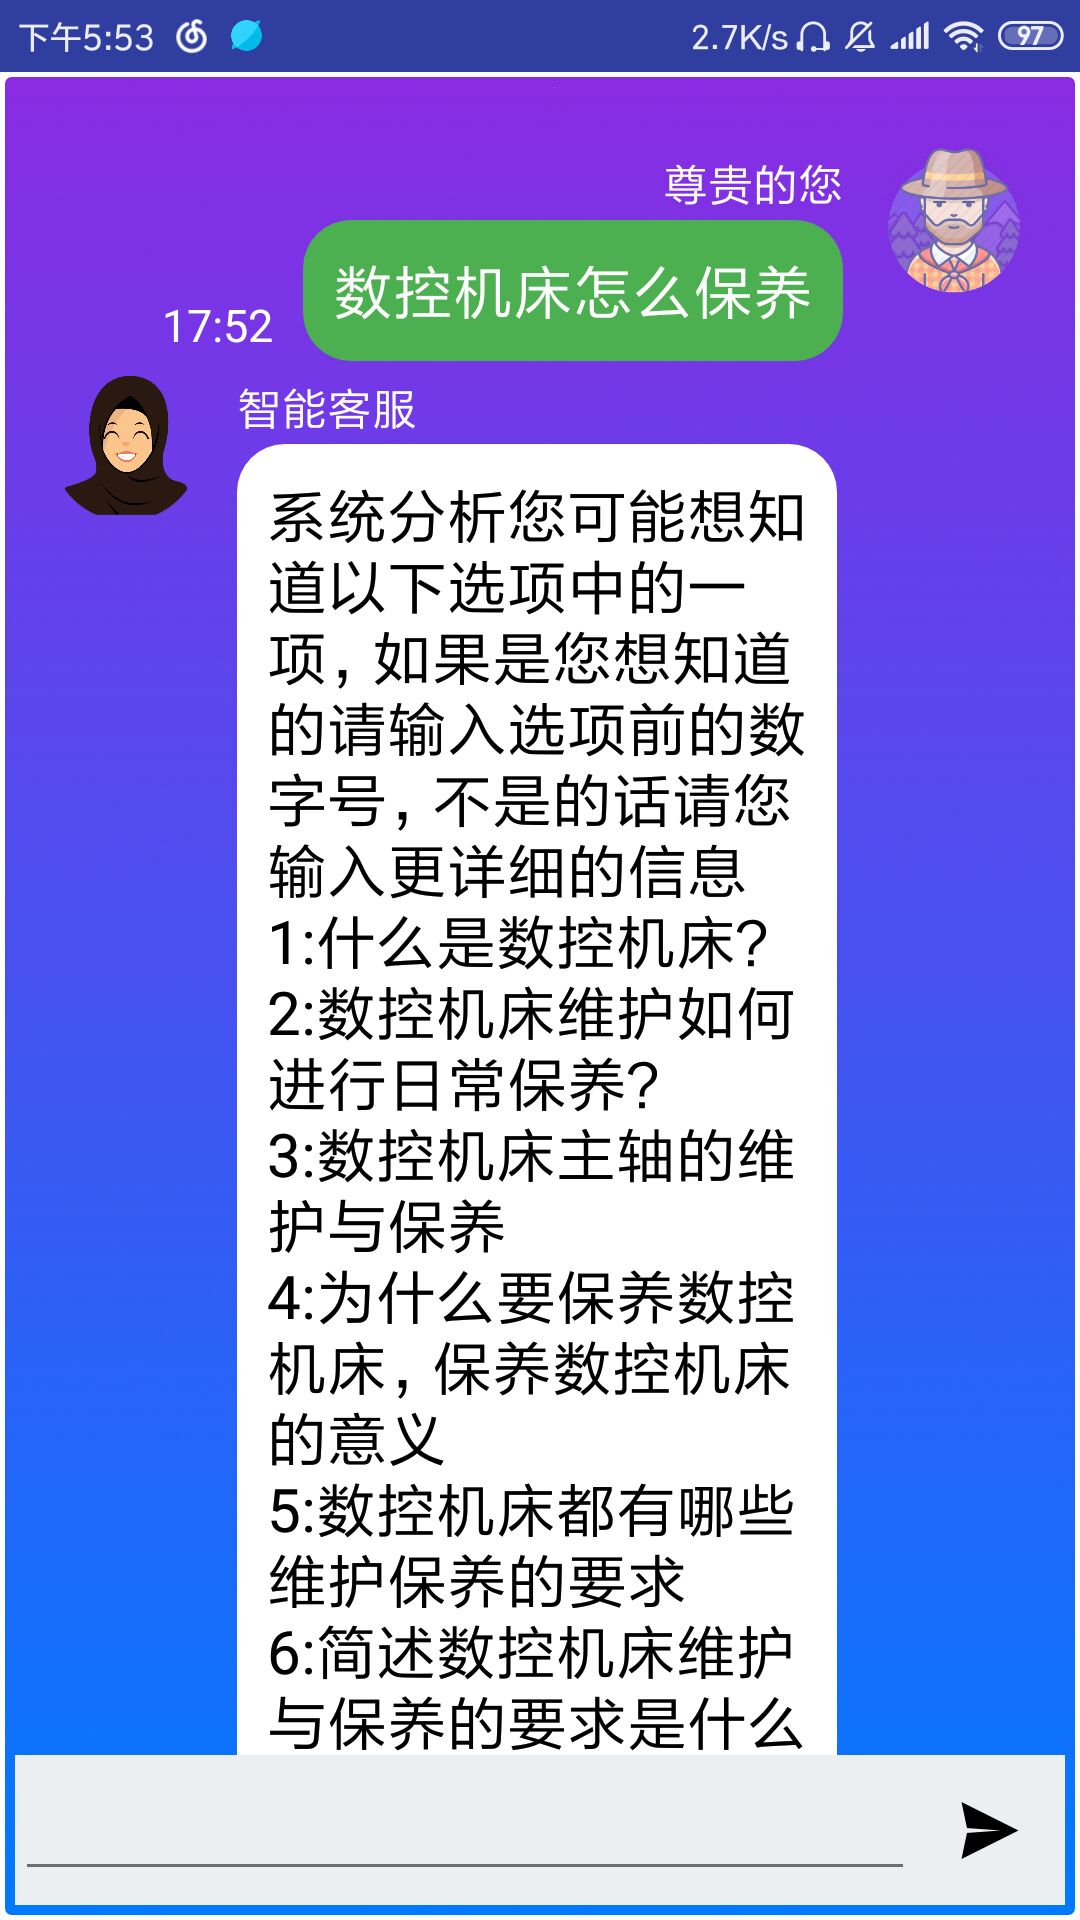 下午5:53 2.7K/s 97
尊贵的您
数控机床怎么保养
17:52
智能客服
系统分析您可能想知
道以下选项中的一
项，如果是您想知道
的请输入选项前的数
字号，不是的话请您
输入更详细的信息
1:什么是数控机床?
2:数控机床维护如何
进行日常保养?
3:数控机床主轴的维
护与保养
4:为什么要保养数控
机床，保养数控机床
的意义
5:数控机床都有哪些
维护保养的要求
6:简述数控机床维护
与保养的要求是什么